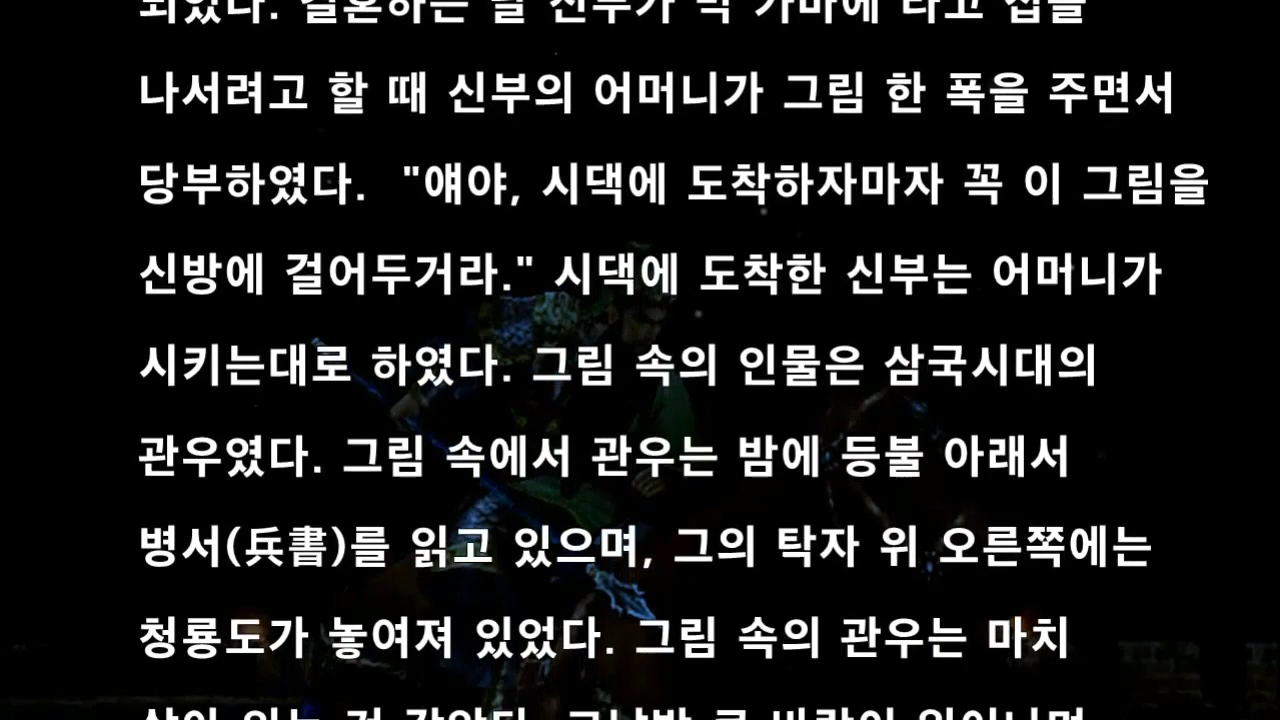 되었다. 결혼하는 날 신부가 막 가마에 타고 집을
나서려고 할 때 신부의 어머니가 그림 한 폭을 주면서
당부하였다. "얘야, 시댁에 도착하자마자 꼭 이 그림을
신방에 걸어두거라." 시댁에 도착한 신부는 어머니가
시키는대로 하였다. 그림 속의 인물은 삼국시대의
관우였다. 그림 속에서 관우는 밤에 등불 아래서
병서(兵書)를 읽고 있으며, 그의 탁자 위 오른쪽에는
청룡도가 놓여져 있었다. 그림 속의 관우는 마치
살아 있는 것 같았다.